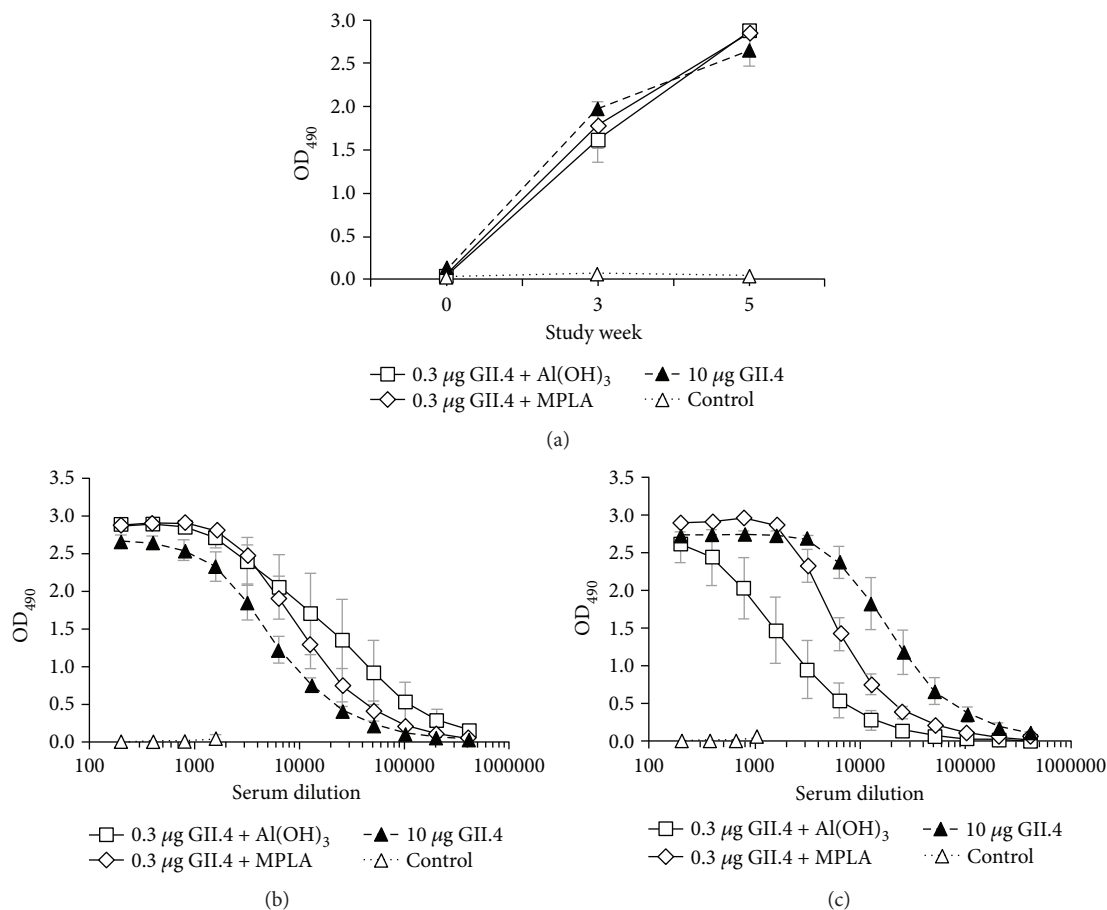 3.0
2.5
2.0
1.5
1.0
0.5
0.0
OD490
0 3 5
Study week
0.3 μg GII.4 + Al(OH)3 10 μg GII.4
0.3 μg GII.4 + MPLA Control
(a)
3.5
3.0
2.5
2.0
1.5
1.0
0.5
0.0
OD490
100 1000 10000 100000 1000000
Serum dilution
0.3 μg GII.4 + Al(OH)3 10 μg GII.4
0.3 μg GII.4 + MPLA Control
(b)
3.5
3.0
2.5
2.0
1.5
1.0
0.5
0.0
OD490
100 1000 10000 100000 1000000
Serum dilution
0.3 μg GII.4 + Al(OH)3 10 μg GII.4
0.3 μg GII.4 + MPLA Control
(c)